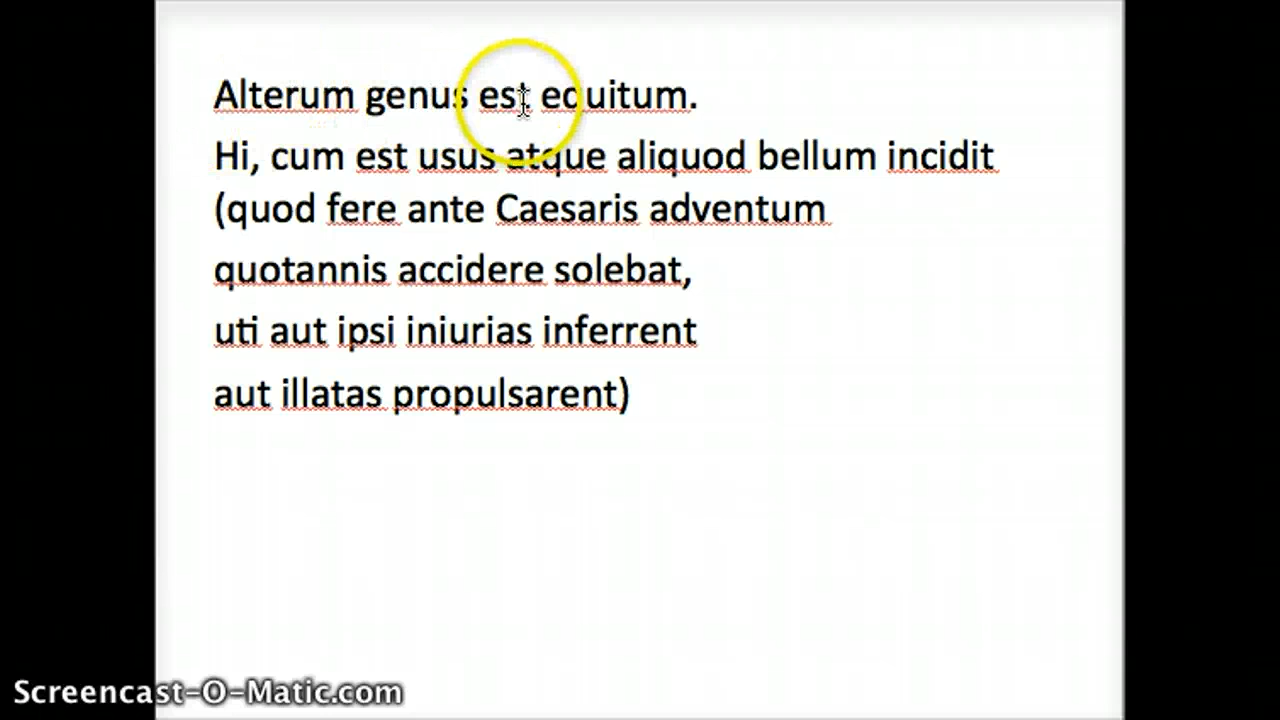 Alterum genus est equitum.
Hi, cum est usus atque aliquod bellum incidit
(quod fere ante Caesaris adventum
quotannis accidere solebat,
uti aut ipsi iniurias inferrent
aut illatas propulsarent)
Screencast-O-Matic.com